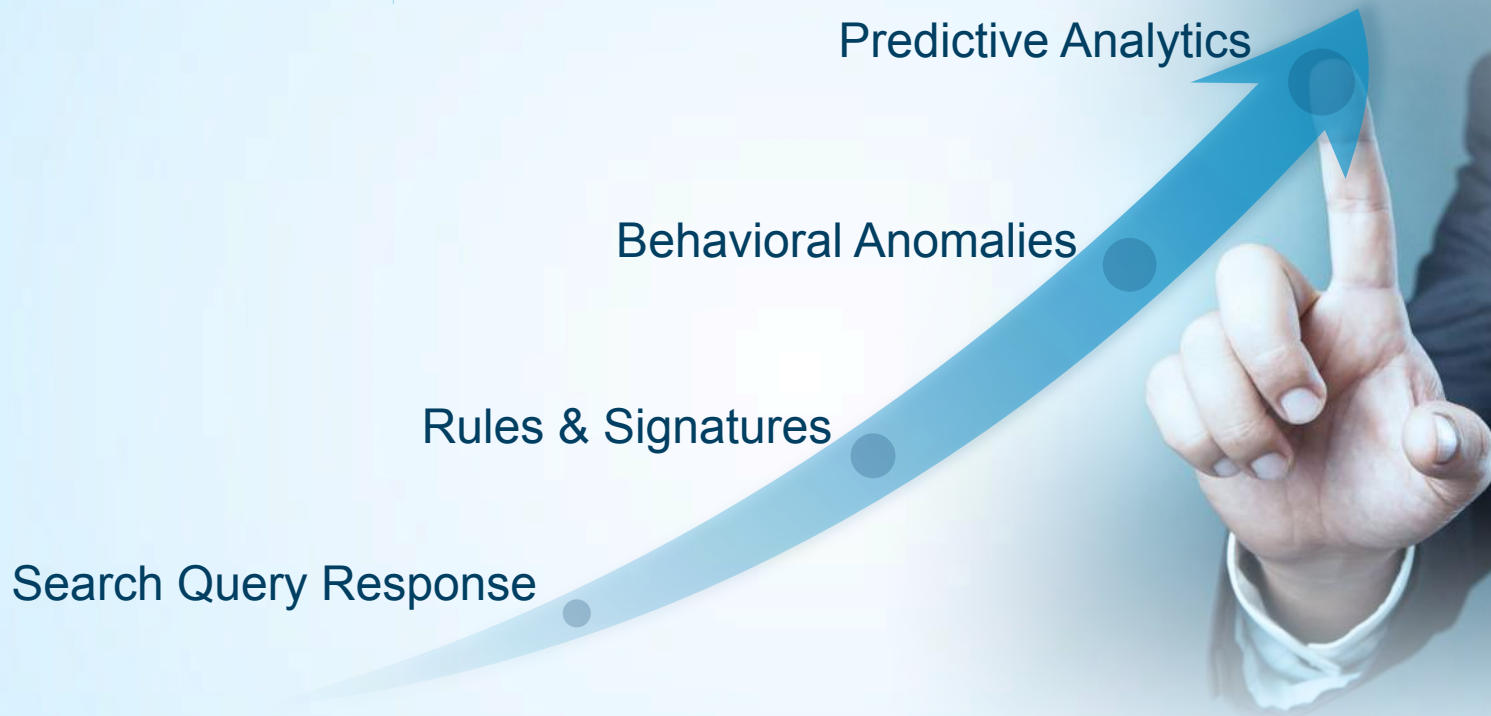 Predictive Analytics
Behavioral Anomalies
Rules & Signatures
Search Query Response